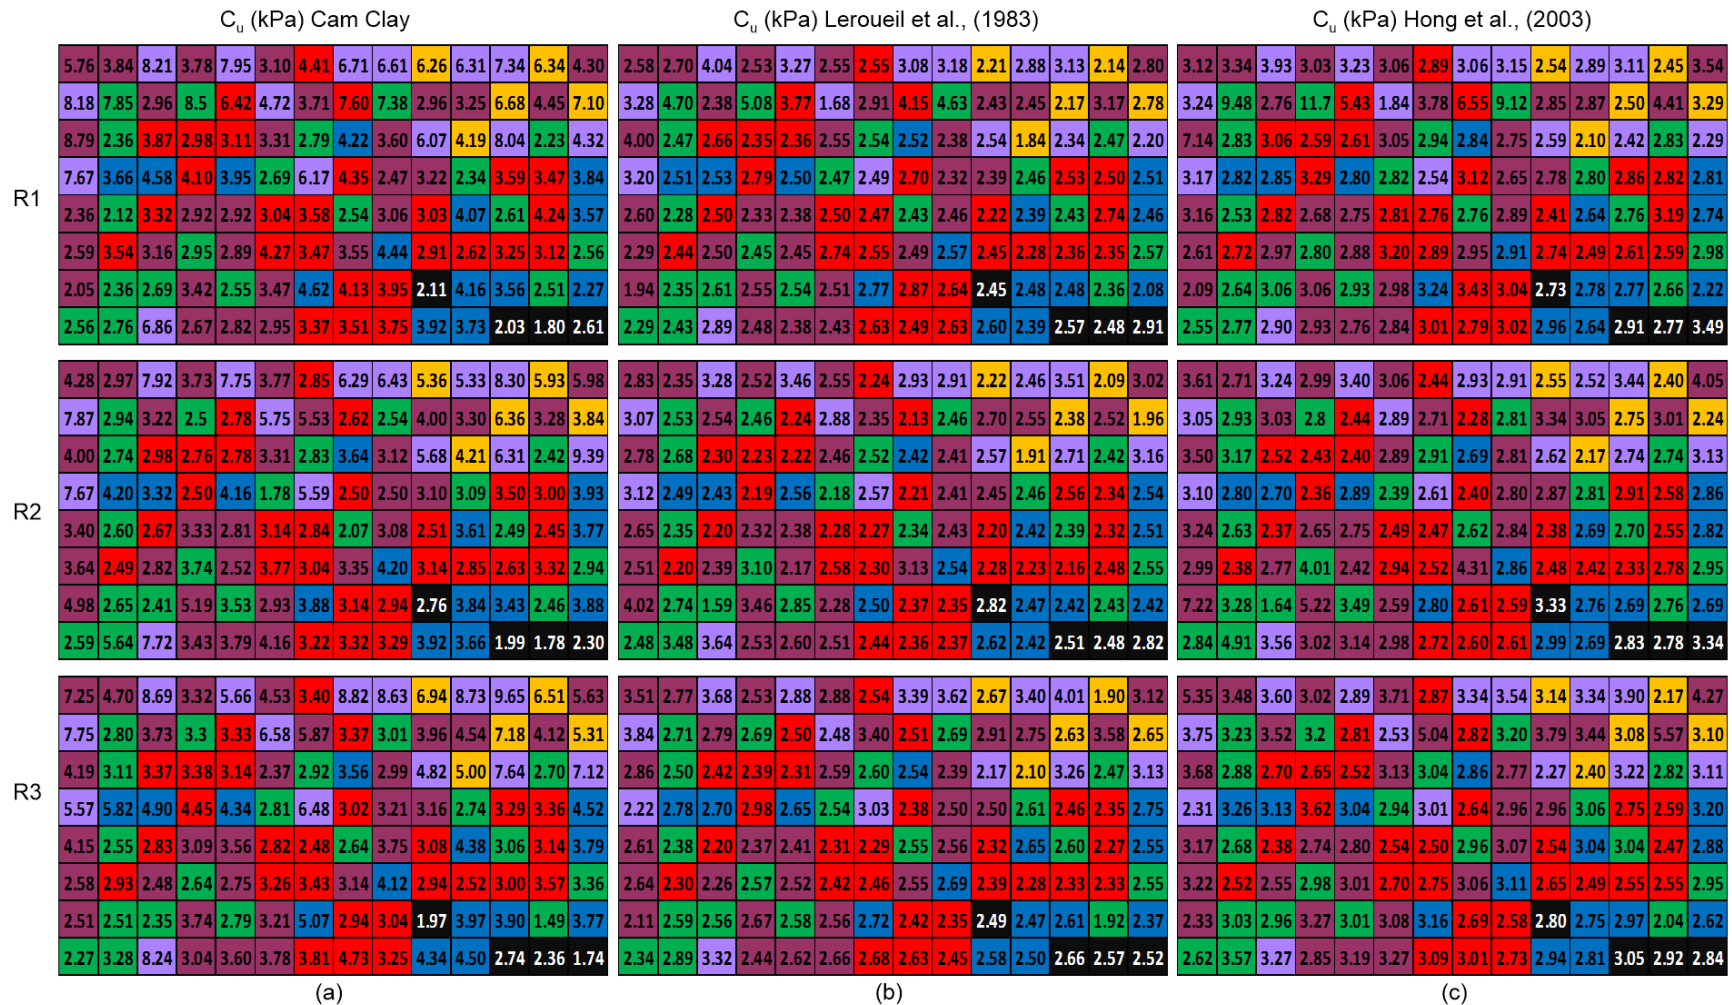 Cu (kPa) Cam Clay Cu (kPa) Leroueil et al., (1983) Cu (kPa) Hong et al., (2003)
5.76 3.84 8.21 3.78 7.95 3.10 4.41 6.71 6.61 6.26 6.31 7.34 6.34 4.30 2.58 2.70 4.04 2.53 3.27 2.55 2.55 3.08 3.18 2.21 2.88 3.13 2.14 2.80 3.12 3.34 3.93 3.03 3.23 3.06 2.89 3.06 3.15 2.54 2.89 3.11 2.45 3.54
8.18 7.85 2.96 8.5 6.42 4.72 3.71 7.60 7.38 2.96 3.25 6.68 4.45 7.10 3.28 4.70 2.38 5.08 3.77 1.68 2.91 4.15 4.63 2.43 2.45 2.17 3.17 2.78 3.24 9.48 2.76 11.7 5.43 1.84 3.78 6.55 9.12 2.85 2.87 2.50 4.41 3.29
8.79 2.36 3.87 2.98 3.11 3.31 2.79 4.22 3.60 6.07 4.19 8.04 2.23 4.32 4.00 2.47 2.66 2.35 2.36 2.55 2.54 2.52 2.38 2.54 1.84 2.34 2.47 2.20 7.14 2.83 3.06 2.59 2.61 3.05 2.94 2.84 2.75 2.59 2.10 2.42 2.83 2.29
7.67 3.66 4.58 4.10 3.95 2.69 6.17 4.35 2.47 3.22 2.34 3.59 3.47 3.84 3.20 2.51 2.53 2.79 2.50 2.47 2.49 2.70 2.32 2.39 2.46 2.53 2.50 2.51 3.17 2.82 2.85 3.29 2.80 2.82 2.54 3.12 2.65 2.78 2.80 2.86 2.82 2.81
R1
2.36 2.12 3.32 2.92 2.92 3.04 3.58 2.54 3.06 3.03 4.07 2.61 4.24 3.57 2.60 2.28 2.50 2.33 2.38 2.50 2.47 2.43 2.46 2.22 2.39 2.43 2.74 2.46 3.16 2.53 2.82 2.68 2.75 2.81 2.76 2.76 2.89 2.41 2.64 2.76 3.19 2.74
2.59 3.54 3.16 2.95 2.89 4.27 3.47 3.55 4.44 2.91 2.62 3.25 3.12 2.56 2.29 2.44 2.50 2.45 2.45 2.74 2.55 2.49 2.57 2.45 2.28 2.36 2.35 2.57 2.61 2.72 2.97 2.80 2.88 3.20 2.89 2.95 2.91 2.74 2.49 2.61 2.59 2.98
2.05 2.36 2.69 3.42 2.55 3.47 4.62 4.13 3.95 2.11 4.16 3.56 2.51 2.27 1.94 2.35 2.61 2.55 2.54 2.51 2.77 2.87 2.64 2.45 2.48 2.48 2.36 2.08 2.09 2.64 3.06 3.06 2.93 2.98 3.24 3.43 3.04 2.73 2.78 2.77 2.66 2.22
2.56 2.76 6.86 2.67 2.82 2.95 3.37 3.51 3.75 3.92 3.73 2.03 1.80 2.61 2.29 2.43 2.89 2.48 2.38 2.43 2.63 2.49 2.63 2.60 2.39 2.57 2.48 2.91 2.55 2.77 2.90 2.93 2.76 2.84 3.01 2.79 3.02 2.96 2.64 2.91 2.77 3.49
4.28 2.97 7.92 3.73 7.75 3.77 2.85 6.29 6.43 5.36 5.33 8.30 5.93 5.98 2.83 2.35 3.28 2.52 3.46 2.55 2.24 2.93 2.91 2.22 2.46 3.51 2.09 3.02 3.61 2.71 3.24 2.99 3.40 3.06 2.44 2.93 2.91 2.55 2.52 3.44 2.40 4.05
7.87 2.94 3.22 2.5 2.78 5.75 5.53 2.62 2.54 4.00 3.30 6.36 3.28 3.84 3.07 2.53 2.54 2.46 2.24 2.88 2.35 2.13 2.46 2.70 2.55 2.38 2.52 1.96 3.05 2.93 3.03 2.8 2.44 2.89 2.71 2.28 2.81 3.34 3.05 2.75 3.01 2.24
4.00 2.74 2.98 2.76 2.78 3.31 2.83 3.64 3.12 5.68 4.21 6.31 2.42 9.39 2.78 2.68 2.30 2.23 2.22 2.46 2.52 2.42 2.41 2.57 1.91 2.71 2.42 3.16 3.50 3.17 2.52 2.43 2.40 2.89 2.91 2.69 2.81 2.62 2.17 2.74 2.74 3.13
7.67 4.20 3.32 2.50 4.16 1.78 5.59 2.50 2.50 3.10 3.09 3.50 3.00 3.93 3.12 2.49 2.43 2.19 2.56 2.18 2.57 2.21 2.41 2.45 2.46 2.56 2.34 2.54 3.10 2.80 2.70 2.36 2.89 2.39 2.61 2.40 2.80 2.87 2.81 2.91 2.58 2.86
R2
3.40 2.60 2.67 3.33 2.81 3.14 2.84 2.07 3.08 2.51 3.61 2.49 2.45 3.77 2.65 2.35 2.20 2.32 2.38 2.28 2.27 2.34 2.43 2.20 2.42 2.39 2.32 2.51 3.24 2.63 2.37 2.65 2.75 2.49 2.47 2.62 2.84 2.38 2.69 2.70 2.55 2.82
3.64 2.49 2.82 3.74 2.52 3.77 3.04 3.35 4.20 3.14 2.85 2.63 3.32 2.94 2.51 2.20 2.39 3.10 2.17 2.58 2.30 3.13 2.54 2.28 2.23 2.16 2.48 2.55 2.99 2.38 2.77 4.01 2.42 2.94 2.52 4.31 2.86 2.48 2.42 2.33 2.78 2.95
4.98 2.65 2.41 5.19 3.53 2.93 3.88 3.14 2.94 2.76 3.84 3.43 2.46 3.88 4.02 2.74 1.59 3.46 2.85 2.28 2.50 2.37 2.35 2.82 2.47 2.42 2.43 2.42 7.22 3.28 1.64 5.22 3.49 2.59 2.80 2.61 2.59 3.33 2.76 2.69 2.76 2.69
2.59 5.64 7.72 3.43 3.79 4.16 3.22 3.32 3.29 3.92 3.66 1.99 1.78 2.30 2.48 3.48 3.64 2.53 2.60 2.51 2.44 2.36 2.37 2.62 2.42 2.51 2.48 2.82 2.84 4.91 3.56 3.02 3.14 2.98 2.72 2.60 2.61 2.99 2.69 2.83 2.78 3.34
7.25 4.70 8.69 3.32 5.66 4.53 3.40 8.82 8.63 6.94 8.73 9.65 6.51 5.63 3.51 2.77 3.68 2.53 2.88 2.88 2.54 3.39 3.62 2.67 3.40 4.01 1.90 3.12 5.35 3.48 3.60 3.02 2.89 3.71 2.87 3.34 3.54 3.14 3.34 3.90 2.17 4.27
7.75 2.80 3.73 3.3 3.33 6.58 5.87 3.37 3.01 3.96 4.54 7.18 4.12 5.31 3.84 2.71 2.79 2.69 2.50 2.48 3.40 2.51 2.69 2.91 2.75 2.63 3.58 2.65 3.75 3.23 3.52 3.2 2.81 2.53 5.04 2.82 3.20 3.79 3.44 3.08 5.57 3.10
4.19 3.11 3.37 3.38 3.14 2.37 2.92 3.56 2.99 4.82 5.00 7.64 2.70 7.12 2.86 2.50 2.42 2.39 2.31 2.59 2.60 2.54 2.39 2.17 2.10 3.26 2.47 3.13 3.68 2.88 2.70 2.65 2.52 3.13 3.04 2.86 2.77 2.27 2.40 3.22 2.82 3.11
5.57 5.82 4.90 4.45 4.34 2.81 6.48 3.02 3.21 3.16 2.74 3.29 3.36 4.52 2.22 2.78 2.70 2.98 2.65 2.54 3.03 2.38 2.50 2.50 2.61 2.46 2.35 2.75 2.31 3.26 3.13 3.62 3.04 2.94 3.01 2.64 2.96 2.96 3.06 2.75 2.59 3.20
R3
4.15 2.55 2.83 3.09 3.56 2.82 2.48 2.64 3.75 3.08 4.38 3.06 3.14 3.79 2.61 2.38 2.20 2.37 2.41 2.31 2.29 2.55 2.56 2.32 2.65 2.60 2.27 2.55 3.17 2.68 2.38 2.74 2.80 2.54 2.50 2.96 3.07 2.54 3.04 3.04 2.47 2.88
2.58 2.93 2.48 2.64 2.75 3.26 3.43 3.14 4.12 2.94 2.52 3.00 3.57 3.36 2.64 2.30 2.26 2.57 2.52 2.42 2.46 2.55 2.69 2.39 2.28 2.33 2.33 2.55 3.22 2.52 2.55 2.98 3.01 2.70 2.75 3.06 3.11 2.65 2.49 2.55 2.55 2.95
2.51 2.51 2.35 3.74 2.79 3.21 5.07 2.94 3.04 1.97 3.97 3.90 1.49 3.77 2.11 2.59 2.56 2.67 2.58 2.56 2.72 2.42 2.35 2.49 2.47 2.61 1.92 2.37 2.33 3.03 2.96 3.27 3.01 3.08 3.16 2.69 2.58 2.80 2.75 2.97 2.04 2.62
2.27 3.28 8.24 3.04 3.60 3.78 3.81 4.73 3.25 4.34 4.50 2.74 2.36 1.74 2.34 2.89 3.32 2.44 2.62 2.66 2.68 2.63 2.45 2.58 2.50 2.66 2.57 2.52 2.62 3.57 3.27 2.85 3.19 3.27 3.09 3.01 2.73 2.94 2.81 3.05 2.92 2.84
(a) (b) (c)